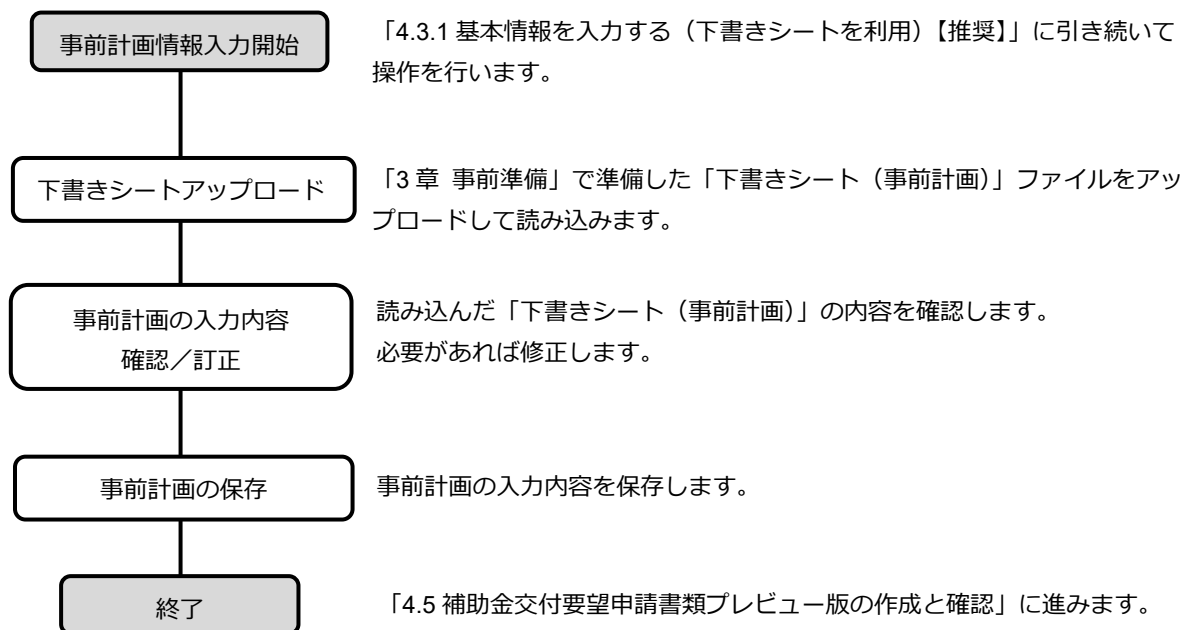 事前計画情報入力開始
「4.3.1 基本情報を入力する（下書きシートを利用）【推奨】」に引き続いて
操作を行います。
下書きシートアップロード
「3 章 事前準備」で準備した「下書きシート（事前計画）」ファイルをアッ
プロードして読み込みます。
事前計画の入力内容
確認／訂正
読み込んだ「下書きシート（事前計画）」の内容を確認します。
必要があれば修正します。
事前計画の保存
事前計画の入力内容を保存します。
終了
「4.5 補助金交付要望申請書類プレビュー版の作成と確認」に進みます。